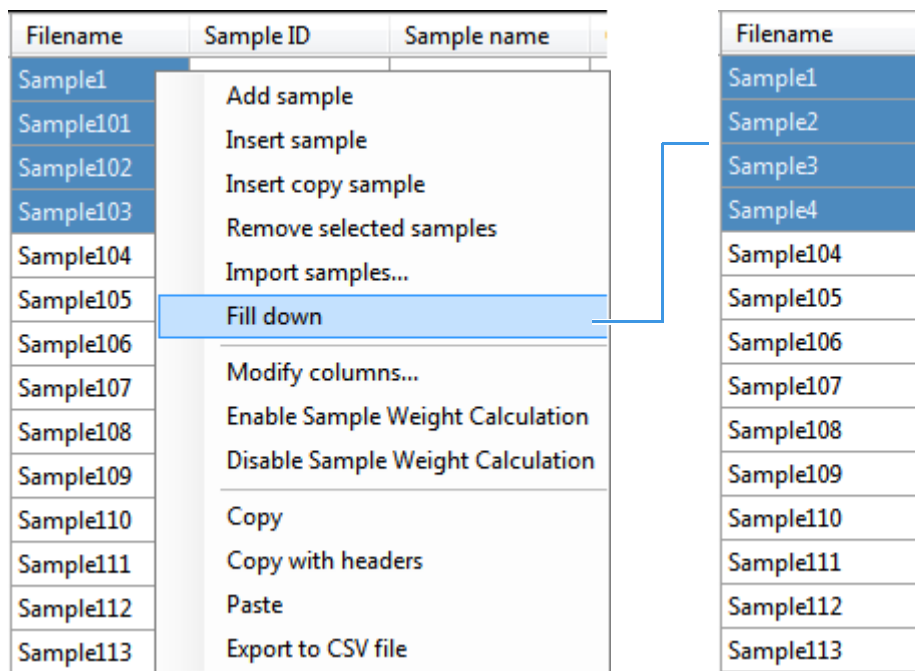 Filename Sample ID Sample name
Sample1
Sample101
Sample102
Sample103
Sample104
Sample105
Sample106
Sample107
Sample108
Sample109
Sample110
Sample111
Sample112
Sample113
Add sample
Insert sample
Insert copy sample
Remove selected samples
Import samples...
Fill down
Modify columns...
Enable Sample Weight Calculation
Disable Sample Weight Calculation
Copy
Copy with headers
Paste
Export to CSV file
Filename
Sample1
Sample2
Sample3
Sample4
Sample104
Sample105
Sample106
Sample107
Sample108
Sample109
Sample110
Sample111
Sample112
Sample113